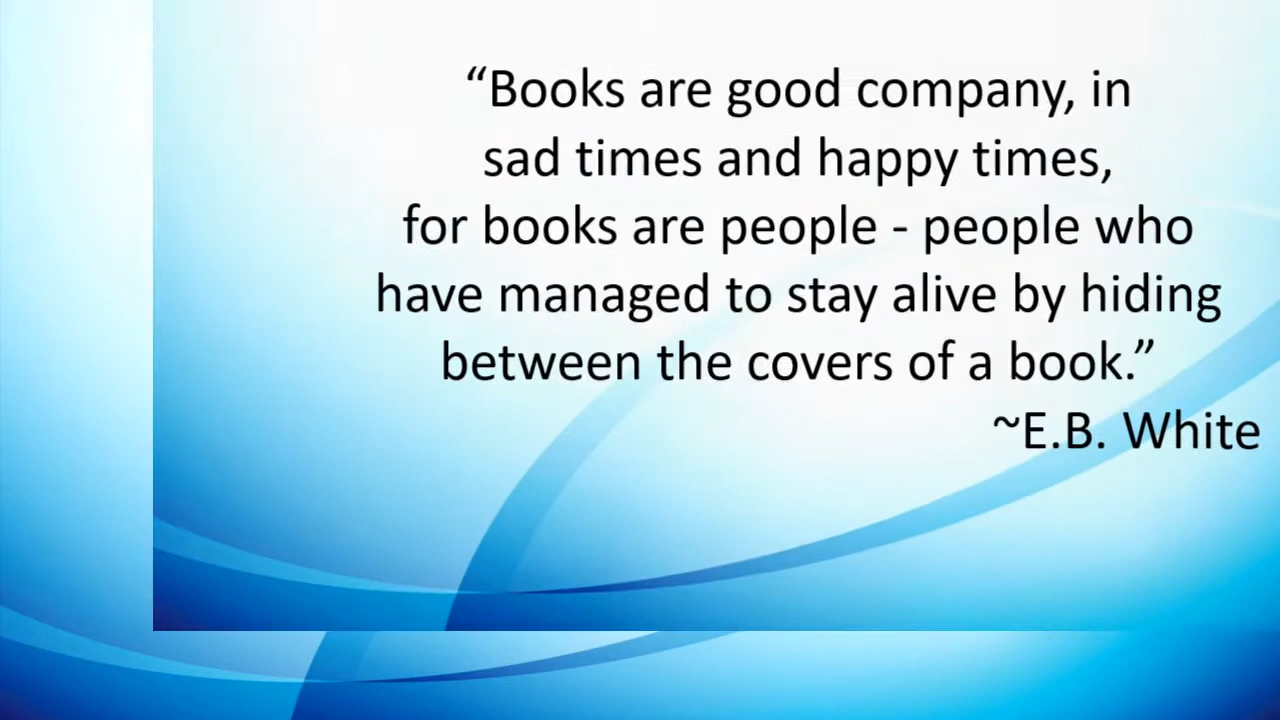 “Books are good company, in
sad times and happy times,
for books are people - people who
have managed to stay alive by hiding
between the covers of a book.”
~E.B. White